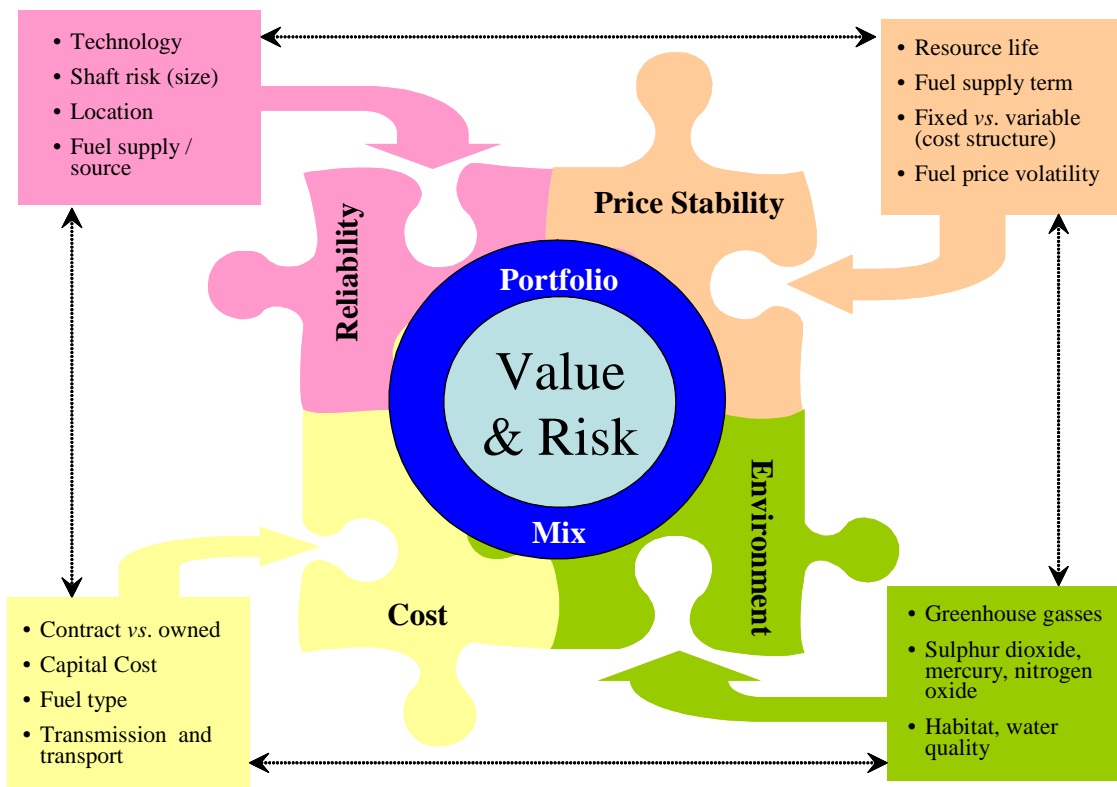 • Technology
• Shaft risk (size)
• Location
• Fuel supply /
source
• Resource life
• Fuel supply term
• Fixed vs. variable
(cost structure)
• Fuel price volatility
Reliability
Price Stability
Portfolio
Value
& Risk
Mix
Environment
Cost
• Contract vs. owned
• Capital Cost
• Fuel type
• Transmission and
transport
• Greenhouse gasses
• Sulphur dioxide,
mercury, nitrogen
oxide
• Habitat, water
quality